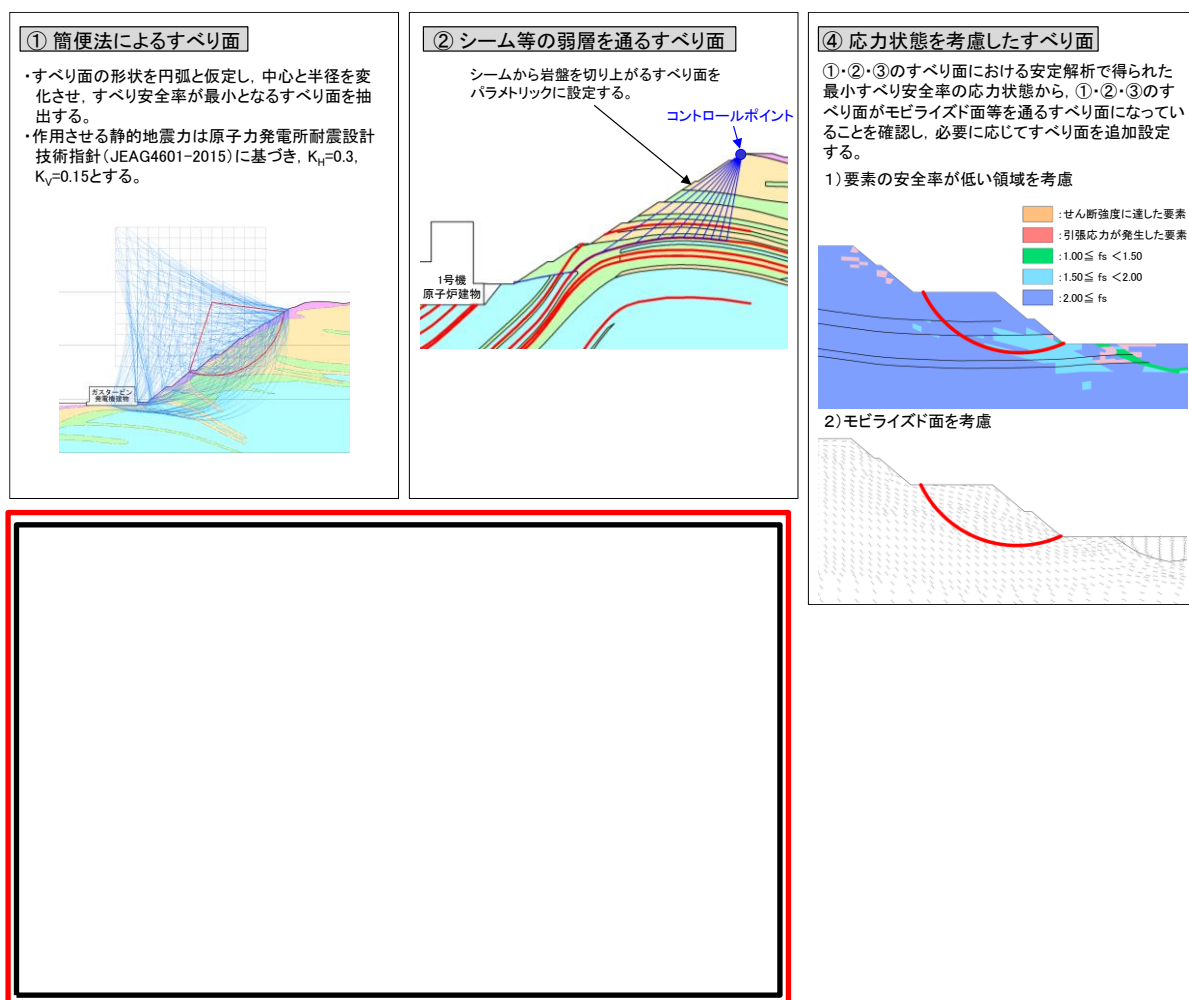 ① 簡便法によるすべり面
・すべり面の形状を円弧と仮定し，中心と半径を変
化させ，すべり安全率が最小となるすべり面を抽
出する。
・作用させる静的地震力は原子力発電所耐震設計
技術指針（JEAG4601-2015）に基づき，KH=0.3，
KV=0.15とする。
ガスタービン
発電機建物
② シーム等の弱層を通るすべり面
シームから岩盤を切り上がるすべり面を
パラメトリックに設定する。
コントロールポイント
1号機
原子炉建物
④ 応力状態を考慮したすべり面
①・②・③のすべり面における安定解析で得られた
最小すべり安全率の応力状態から，①・②・③のす
べり面がモビライズド面等を通るすべり面になってい
ることを確認し，必要に応じてすべり面を追加設定
する。
1）要素の安全率が低い領域を考慮
：せん断強度に達した要素
：引張応力が発生した要素
：1.00≦ fs ＜1.50
：1.50≦ fs ＜2.00
：2.00≦ fs
2）モビライズド面を考慮